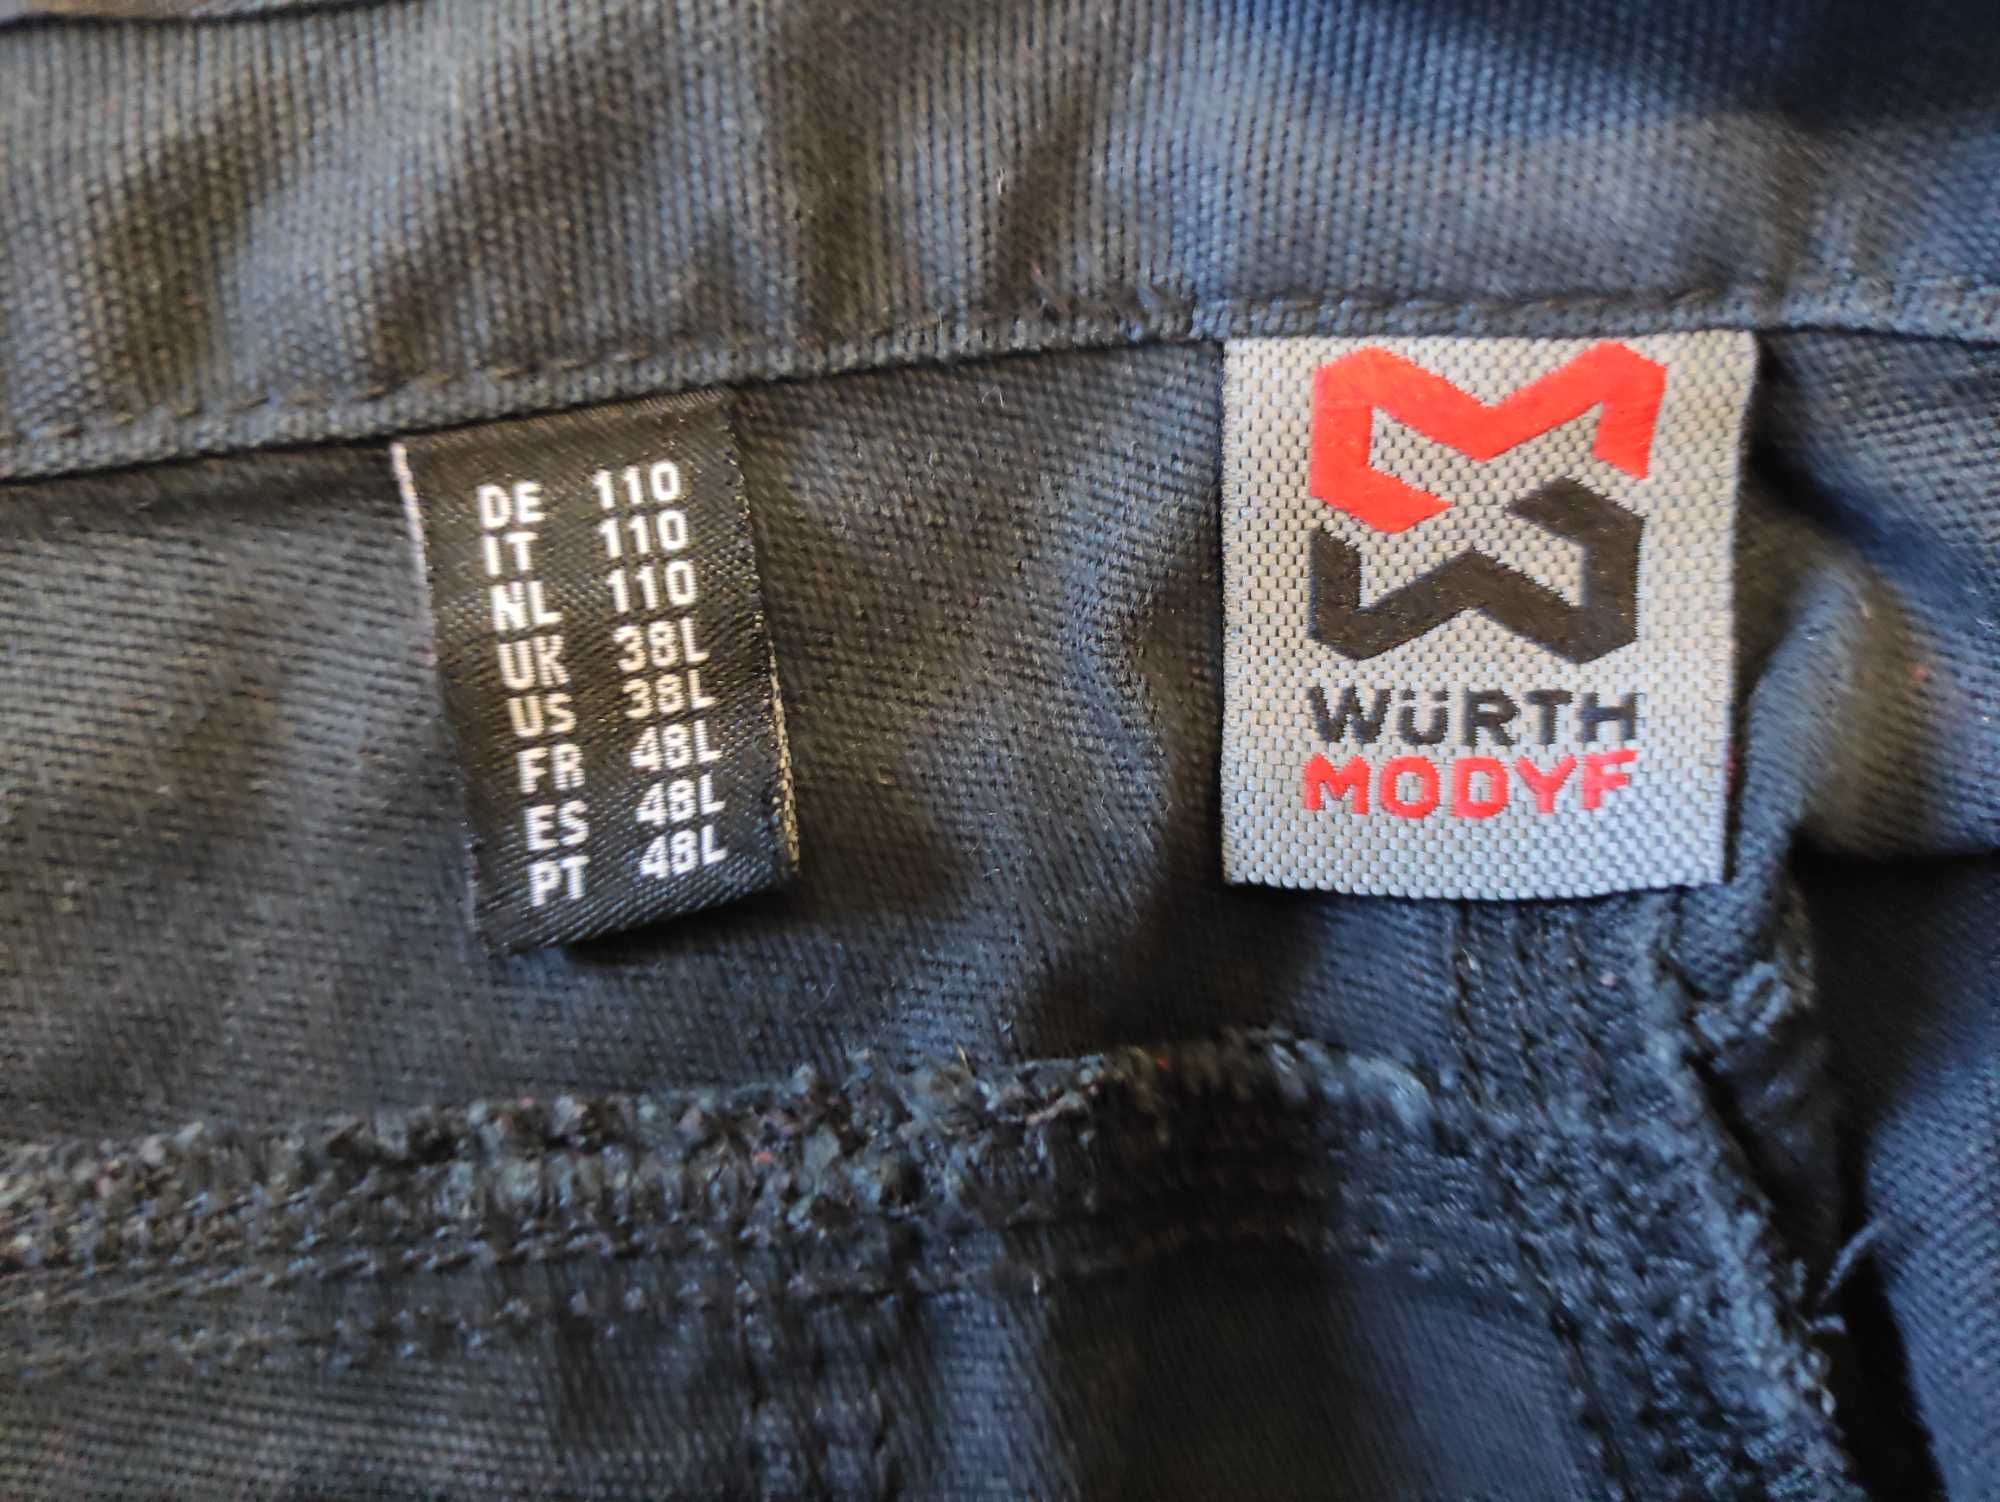 DE 110
IT 110
NL 110
UK 38L
US 38L
FR 48L
ES 48L
PT 48L
WüRTH
MODYF